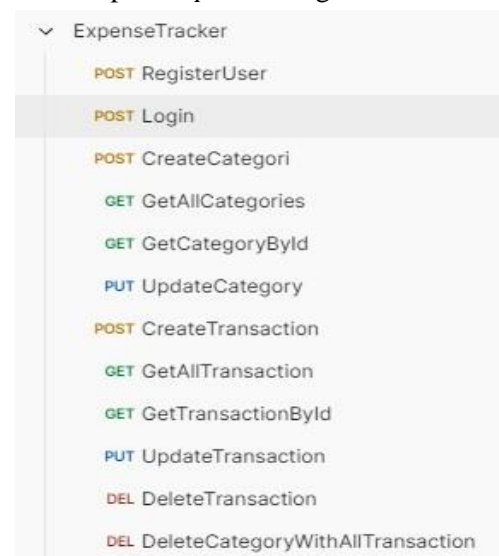 ExpenseTracker
POST RegisterUser
POST Login
POST CreateCategori
GET GetAllCategories
GET GetCategoryById
PUT UpdateCategory
POST CreateTransaction
GET GetAllTransaction
GET GetTransactionById
PUT UpdateTransaction
DEL DeleteTransaction
DEL DeleteCategoryWithAllTransaction